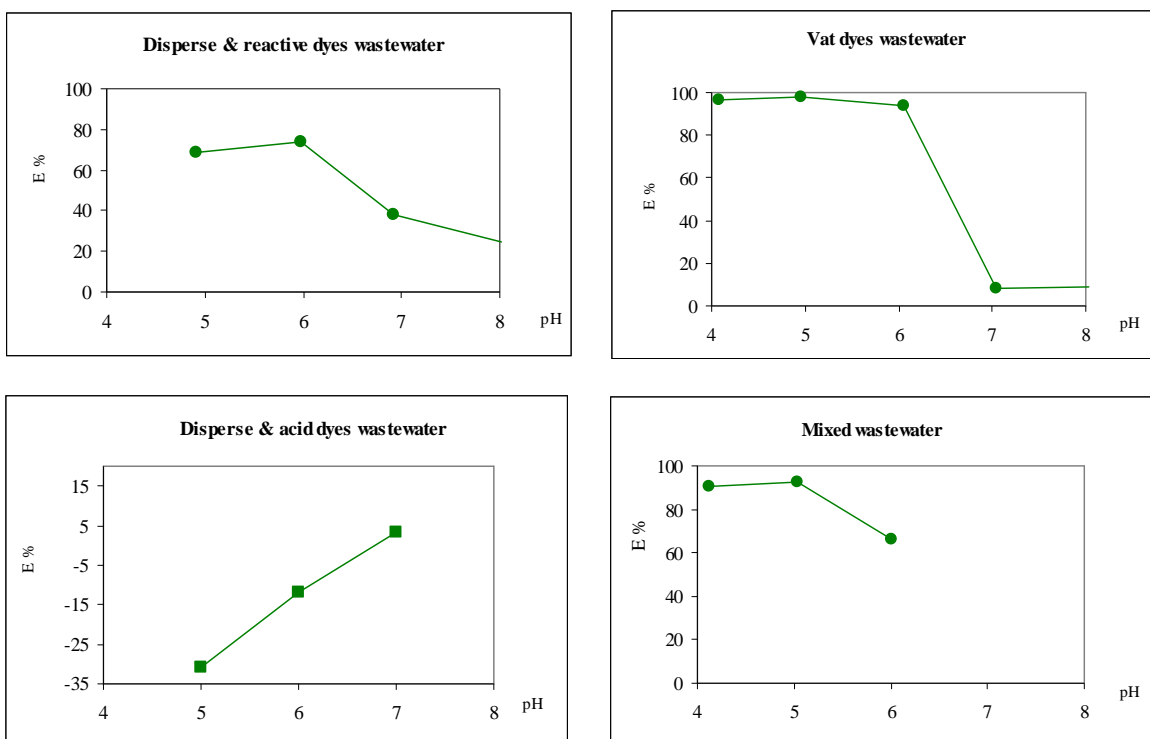 Disperse & reactive dyes wastewater
100
80
60
40
20
0
E %
4 5 6 7 8 pH
Vat dyes wastewater
100
80
60
40
20
0
E %
4 5 6 7 8 pH
Disperse & acid dyes wastewater
15
5
-5
-15
-25
-35
E %
4 5 6 7 8 pH
Mixed wastewater
100
80
60
40
20
0
E %
4 5 6 7 8 pH